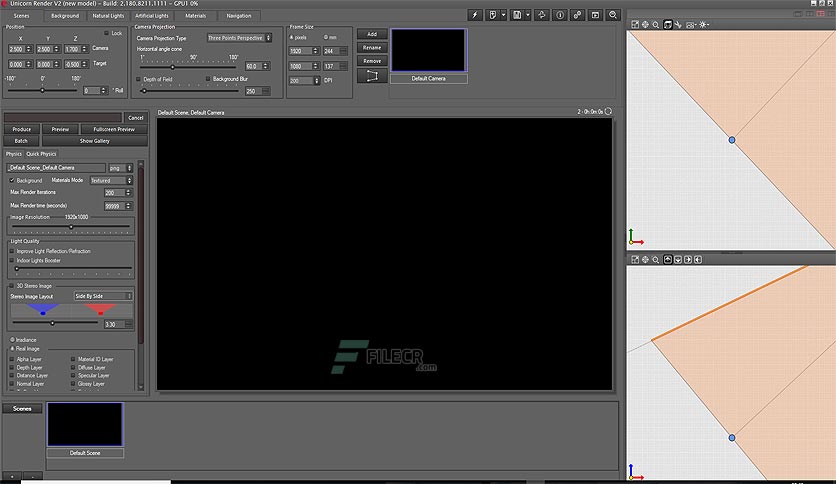 Unicorn Render V2 (new model) – Build: 2.180.8211.1111 – GPU1 0%
Scenes Background Natural Lights Artificial Lights Materials Navigation
Position
Lock
X Y Z
2.500 2.500 1.700 Camera
0.000 0.000 -0.500 Target
-180° 0° 180°
0 ° Roll
Camera Projection
Camera Projection Type Three Points Perspective
Horizontal angle cone
1° 90° 180°
60.0
Depth of Field Background Blur
250
Frame Size
pixels mm
1920 244
1080 137
200 DPI
Add
Rename
Remove
Default Camera
Cancel
Produce Preview Fullscreen Preview
Batch Show Gallery
Physics Quick Physics
_Default Scene_Default Camera png
Background Materials Mode Textured
Max Render Iterations 200
Max Render time (seconds) 99999
Image Resolution 1920x1080
Light Quality
Improve Light Reflection/Refraction
Indoor Lights Booster
3D Stereo Image
Stereo Image Layout Side By Side
3.30
Irradiance
Real Image
Alpha Layer Material ID Layer
Depth Layer Diffuse Layer
Distance Layer Specular Layer
Normal Layer Glossy Layer
Default Scene, Default Camera
2 - 0h:0m:0s
FILECR
.com
Scenes
Default Scene